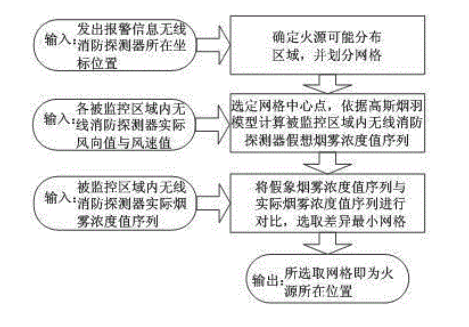 输入：
发出报警信息无线
消防探测器所在坐
标位置
确定火源可能分布
区域，并划分网格
输入：
各被监控区域内无
线消防探测器实际
风向值与风速值
选定网格中心点，依据高斯烟羽
模型计算被监控区域内无线消防
探测器假想烟雾浓度值序列
输入：
被监控区域内无线
消防探测器实际烟
雾浓度值序列
将假象烟雾浓度值序列与
实际烟雾浓度值序列进行
对比，选取差异最小网格
输出：
所选取网格即为火
源所在位置